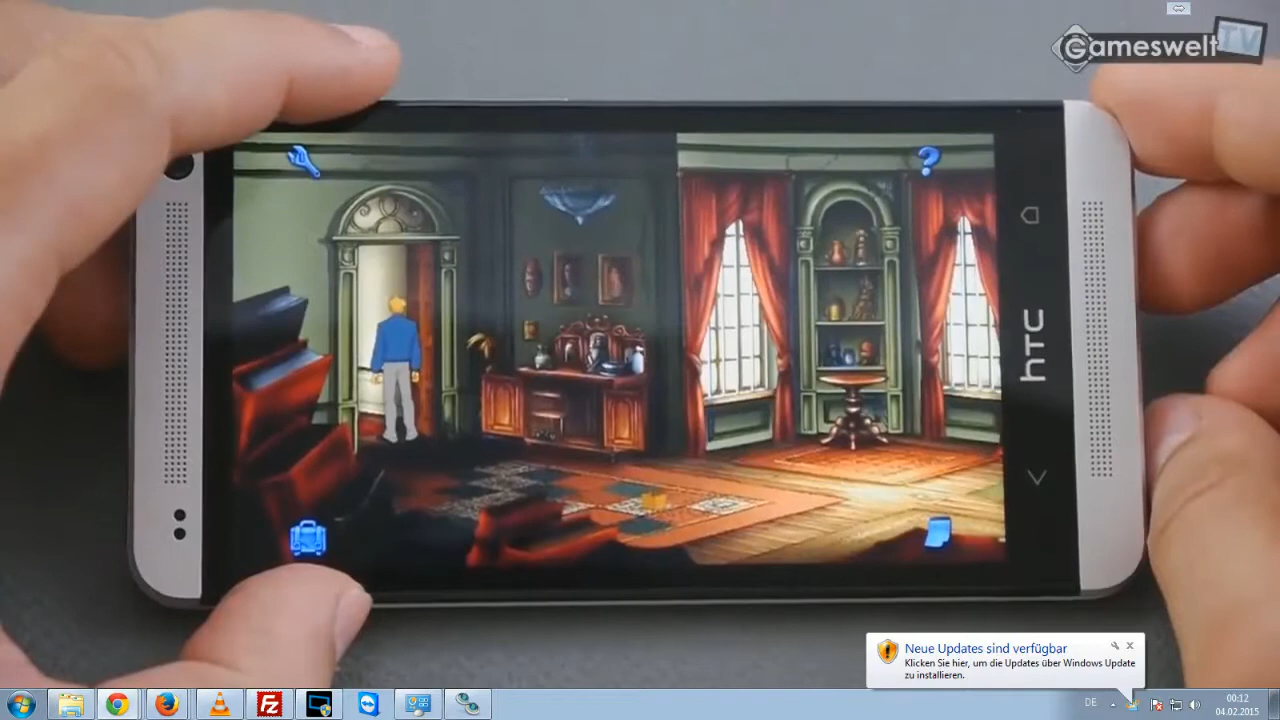 Gameswelt TV
hTC
Neue Updates sind verfügbar
Klicken Sie hier, um die Updates über Windows Update
zu installieren.
DE
00:12
04.02.2015